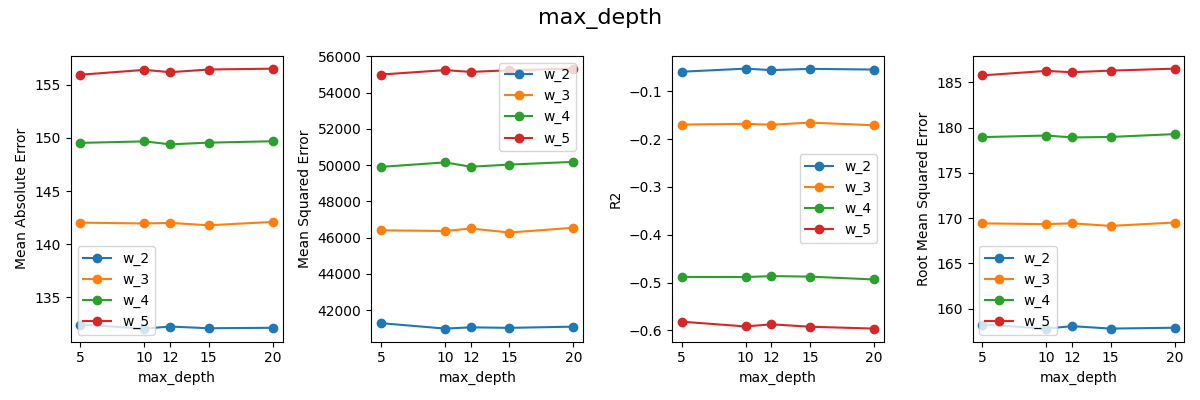 max_depth
Mean Absolute Error
155
150
145
140
135
w_2
w_3
w_4
w_5
5 10 12 15 20
max_depth
Mean Squared Error
56000
54000
52000
50000
48000
46000
44000
42000
w_2
w_3
w_4
w_5
5 10 12 15 20
max_depth
R2
−0.1
−0.2
−0.3
−0.4
−0.5
−0.6
w_2
w_3
w_4
w_5
5 10 12 15 20
max_depth
Root Mean Squared Error
185
180
175
170
165
160
w_2
w_3
w_4
w_5
5 10 12 15 20
max_depth